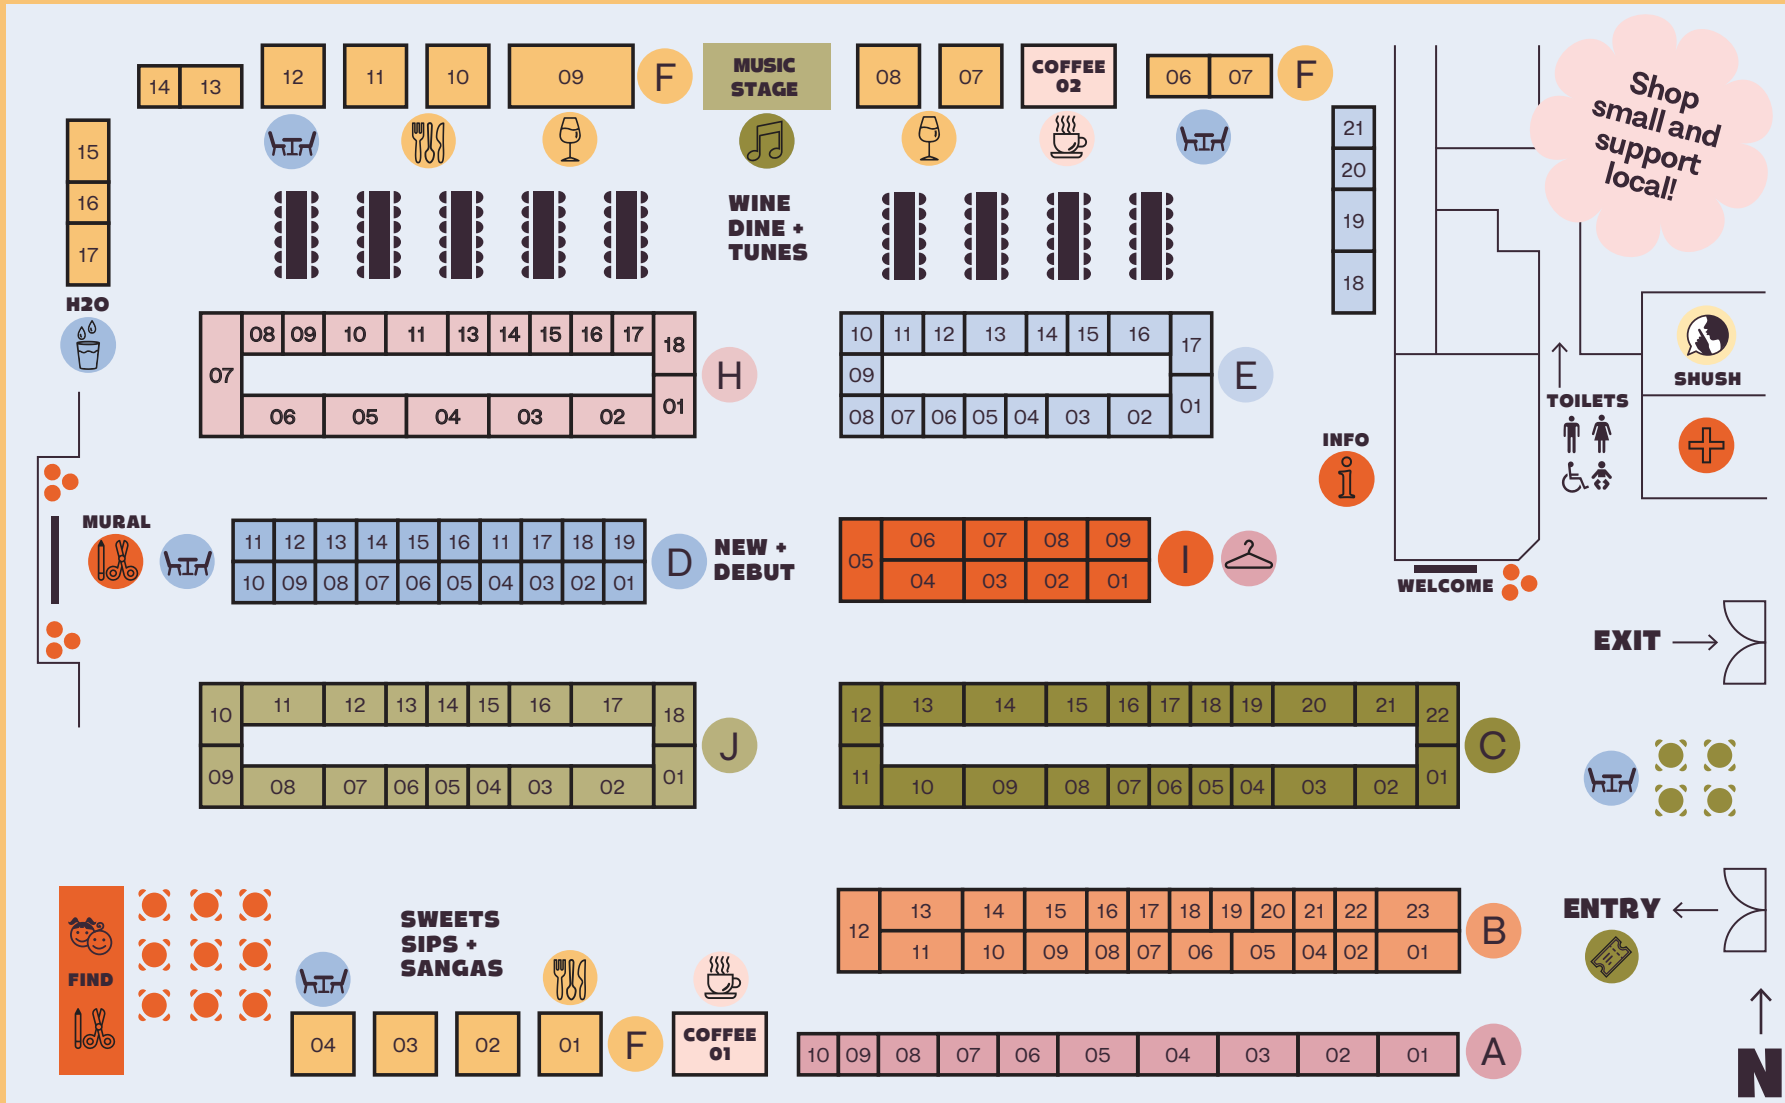 14 13
12
11
10
09
F
MUSIC
STAGE
08
07
COFFEE
02
06 07
F
Shop
small and
support
local!
15
16
17
H2O
21
20
19
18
WINE
DINE +
TUNES
07
08 09 10 11 13 14 15 16 17
18
06 05 04 03 02
01
H
10 11 12 13 14 15 16
17
09
08 07 06 05 04 03 02
01
E
SHUSH
TOILETS
INFO
i
MURAL
11 12 13 14 15 16 11 17 18 19
10 09 08 07 06 05 04 03 02 01
D
NEW +
DEBUT
05
06 07 08 09
04 03 02 01
I
WELCOME
EXIT
10
11 12 13 14 15 16 17
18
09
08 07 06 05 04 03 02
01
J
12
13 14 15 16 17 18 19 20 21
22
11
10 09 08 07 06 05 04 03 02
01
C
FIND
SWEETS
SIPS +
SANGAS
04
03
02
01
F
COFFEE
01
12
13 14 15 16 17 18 19 20 21 22 23
11 10 09 08 07 06 05 04 02 01
B
ENTRY
10 09 08 07 06 05 04 03 02 01
A
N